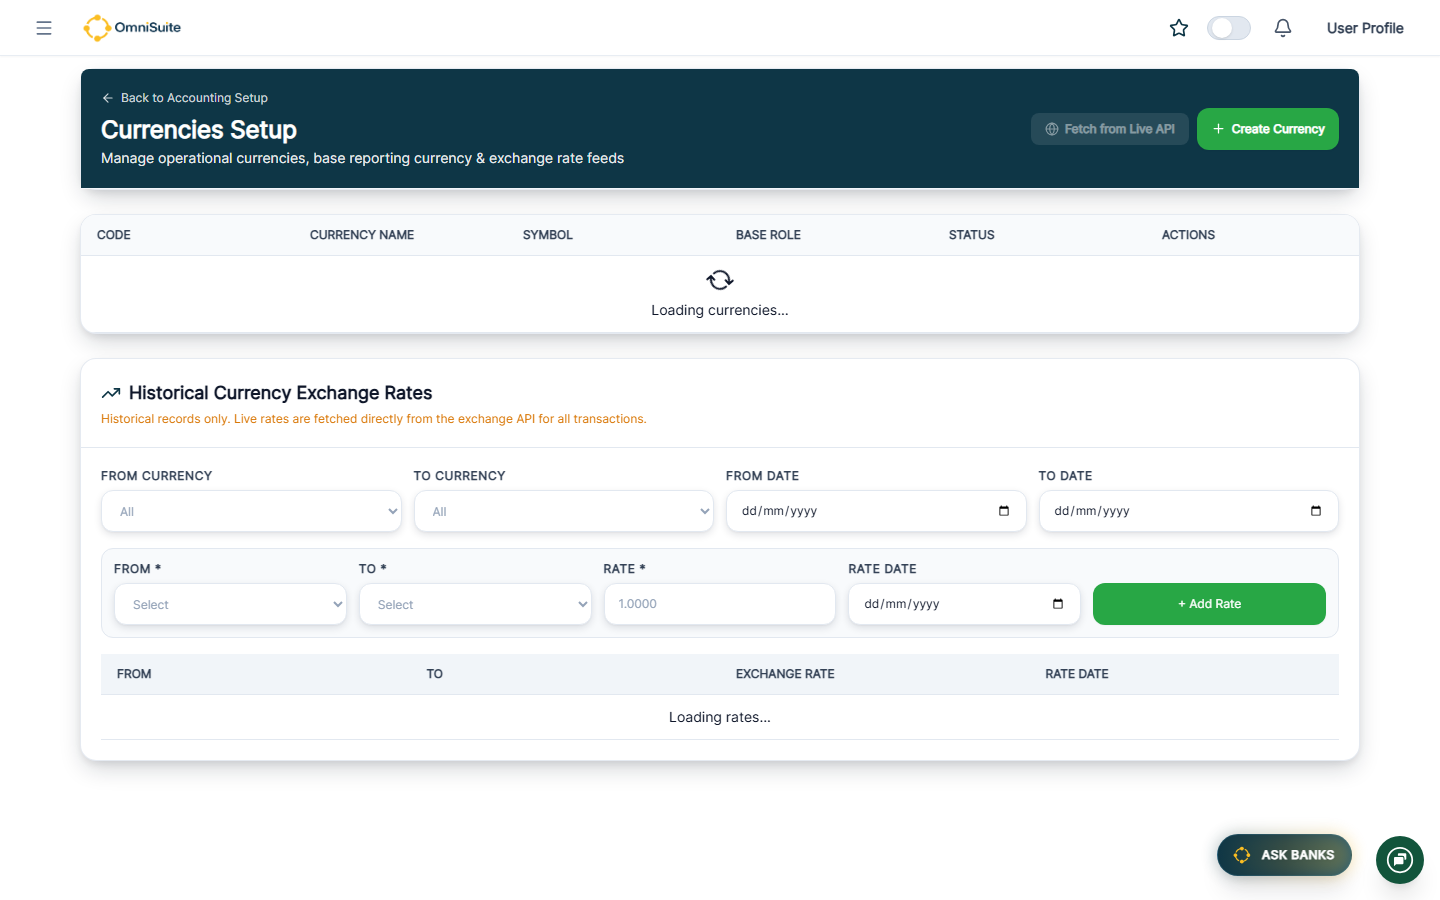 OmniSuite
User Profile
Back to Accounting Setup
Currencies Setup
Manage operational currencies, base reporting currency & exchange rate feeds
Fetch from Live API
Create Currency
CODE CURRENCY NAME SYMBOL BASE ROLE STATUS ACTIONS
Loading currencies...
Historical Currency Exchange Rates
Historical records only. Live rates are fetched directly from the exchange API for all transactions.
FROM CURRENCY TO CURRENCY FROM DATE TO DATE
All All dd/mm/yyyy dd/mm/yyyy
FROM * TO * RATE * RATE DATE
Select Select 1.0000 dd/mm/yyyy + Add Rate
FROM TO EXCHANGE RATE RATE DATE
Loading rates...
ASK BANKS